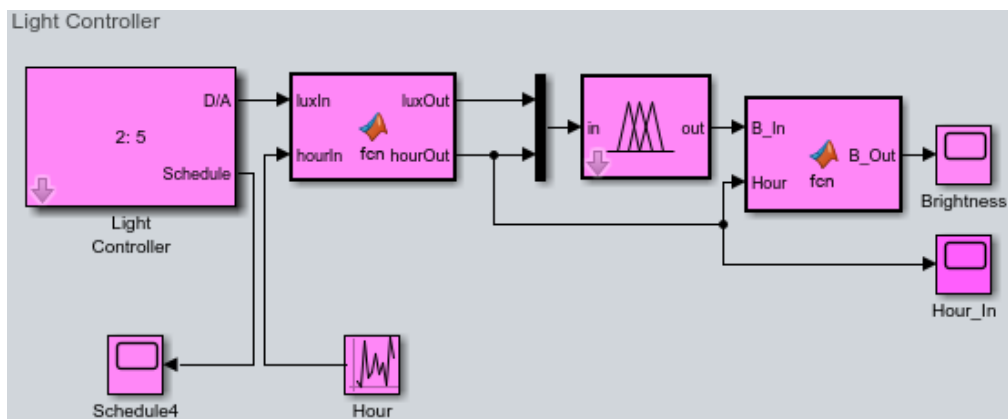 Light Controller
D/A
2: 5
Schedule
Light
Controller
luxIn
luxOut
hourIn
hourOut
fcn
in
out
B_In
B_Out
Hour
fcn
Brightness
Hour_In
Schedule4
Hour